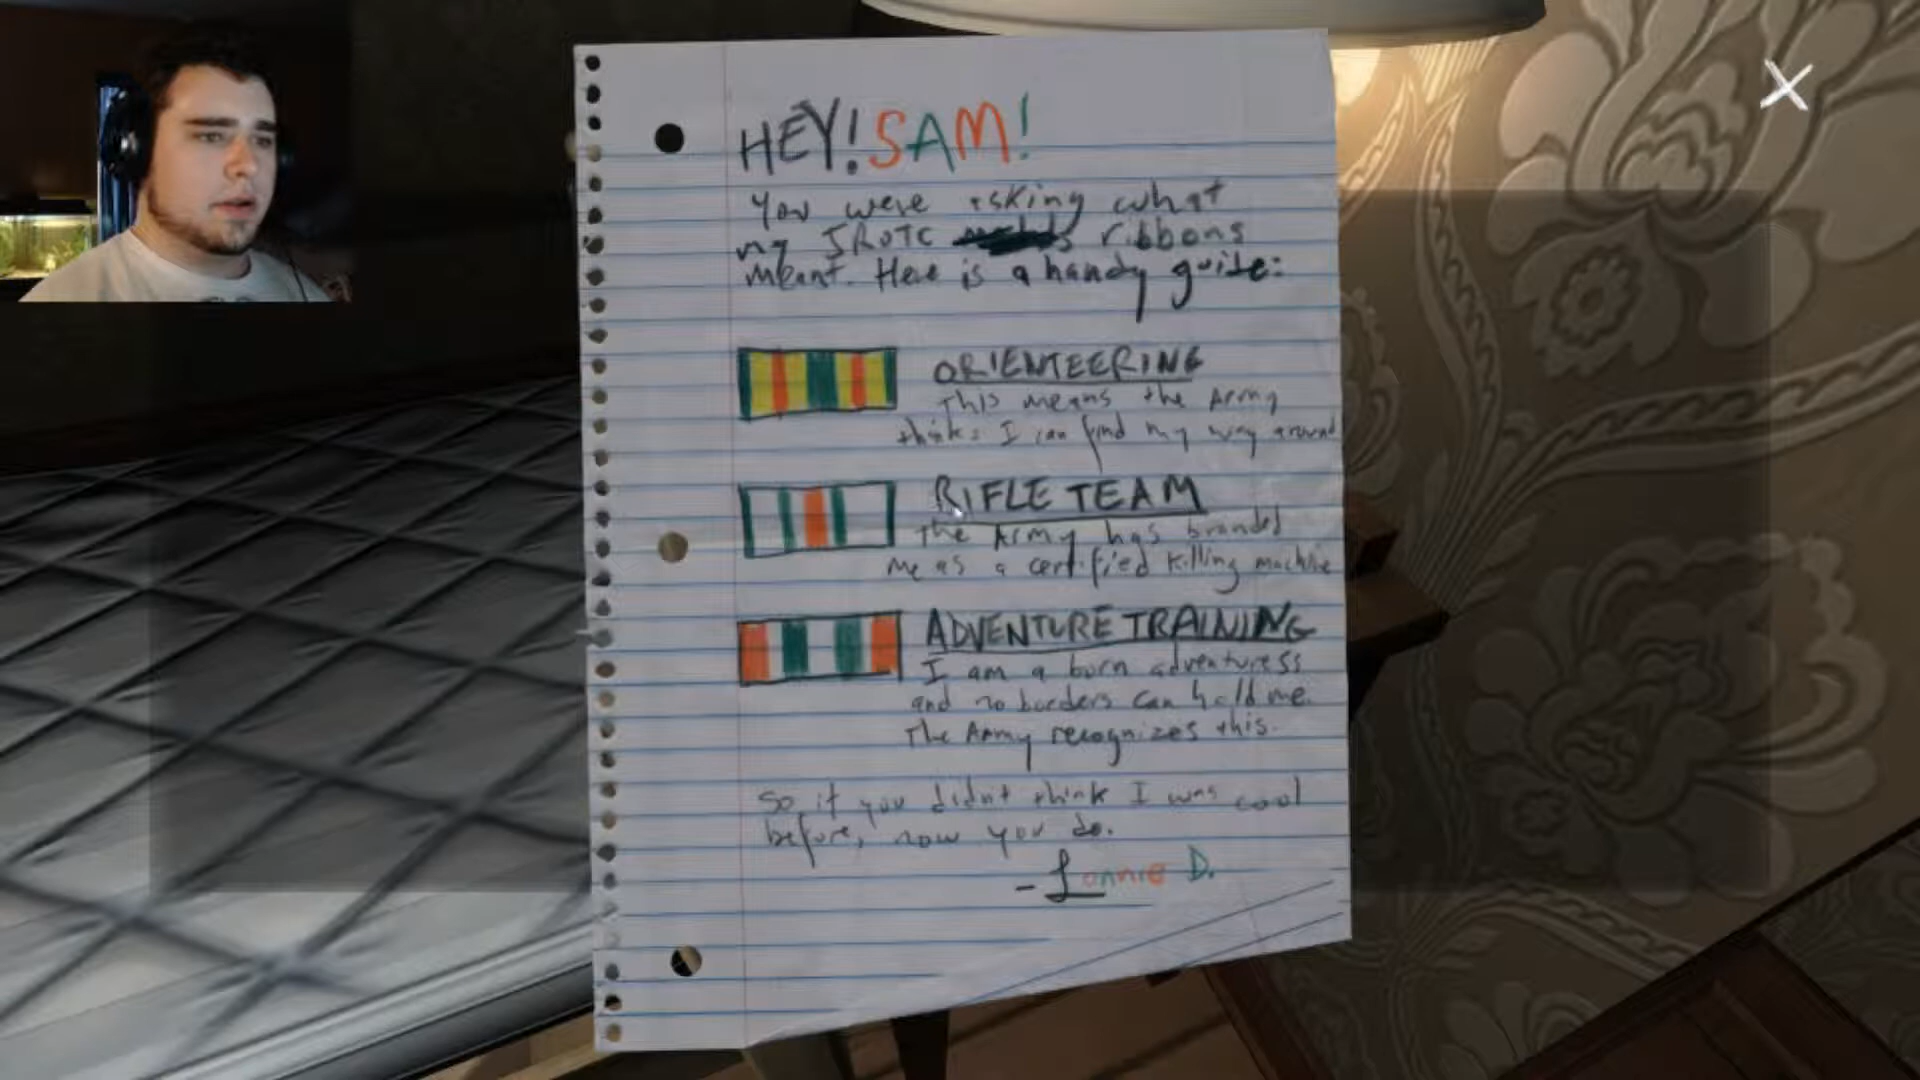 HEY! SAM!
You were asking what
my JROTC ribbons
meant. Here is a handy guide:
ORIENTEERING
This means the Army
thinks I can find my way around
RIFLE TEAM
the Army has branded
me as a certified killing machine
ADVENTURE TRAINING
I am a born adventuress
and no borders can hold me.
The Army recognizes this.
So if you didn't think I was cool
before, now you do.
- Lonnie D.